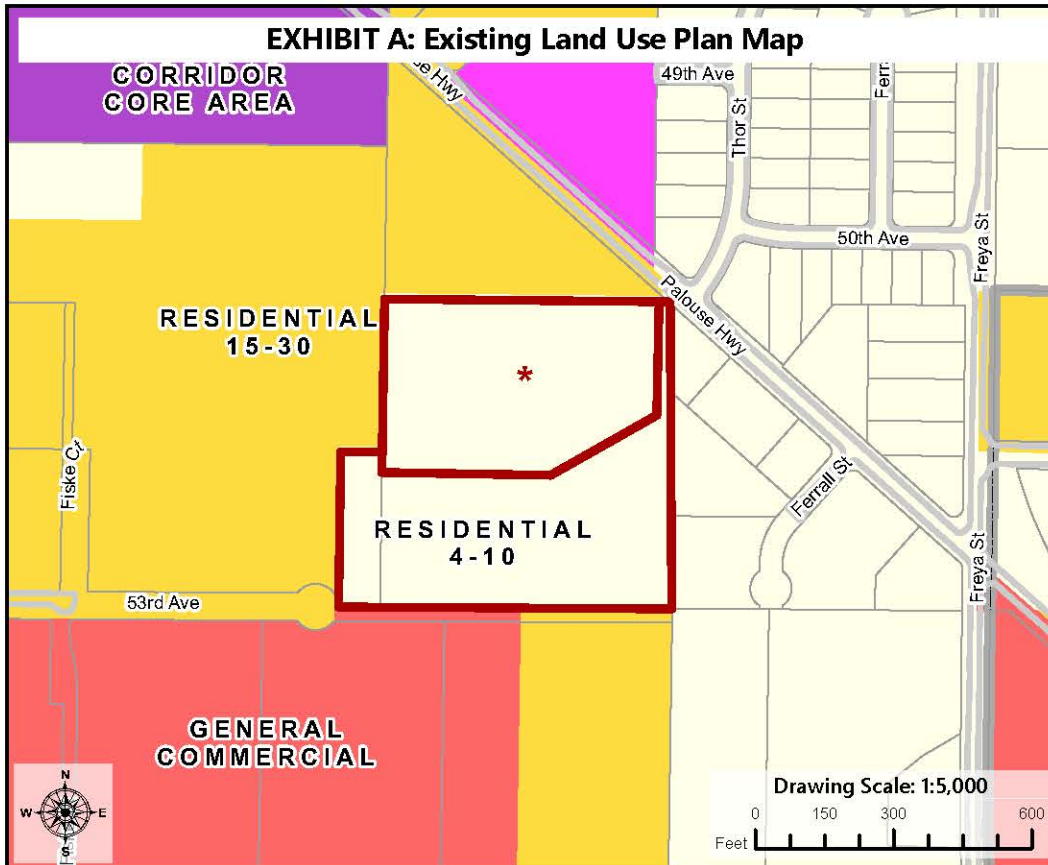 EXHIBIT A: Existing Land Use Plan Map
CORRIDOR
CORE AREA
Hwy
49th Ave
Thor St
50th Ave
Freya St
Palouse Hwy
RESIDENTIAL
15-30
*
Fiske Ct
Ferrall St
RESIDENTIAL
4-10
Freya St
53rd Ave
GENERAL
COMMERCIAL
N
W E
S
Drawing Scale: 1:5,000
0 150 300 600
Feet